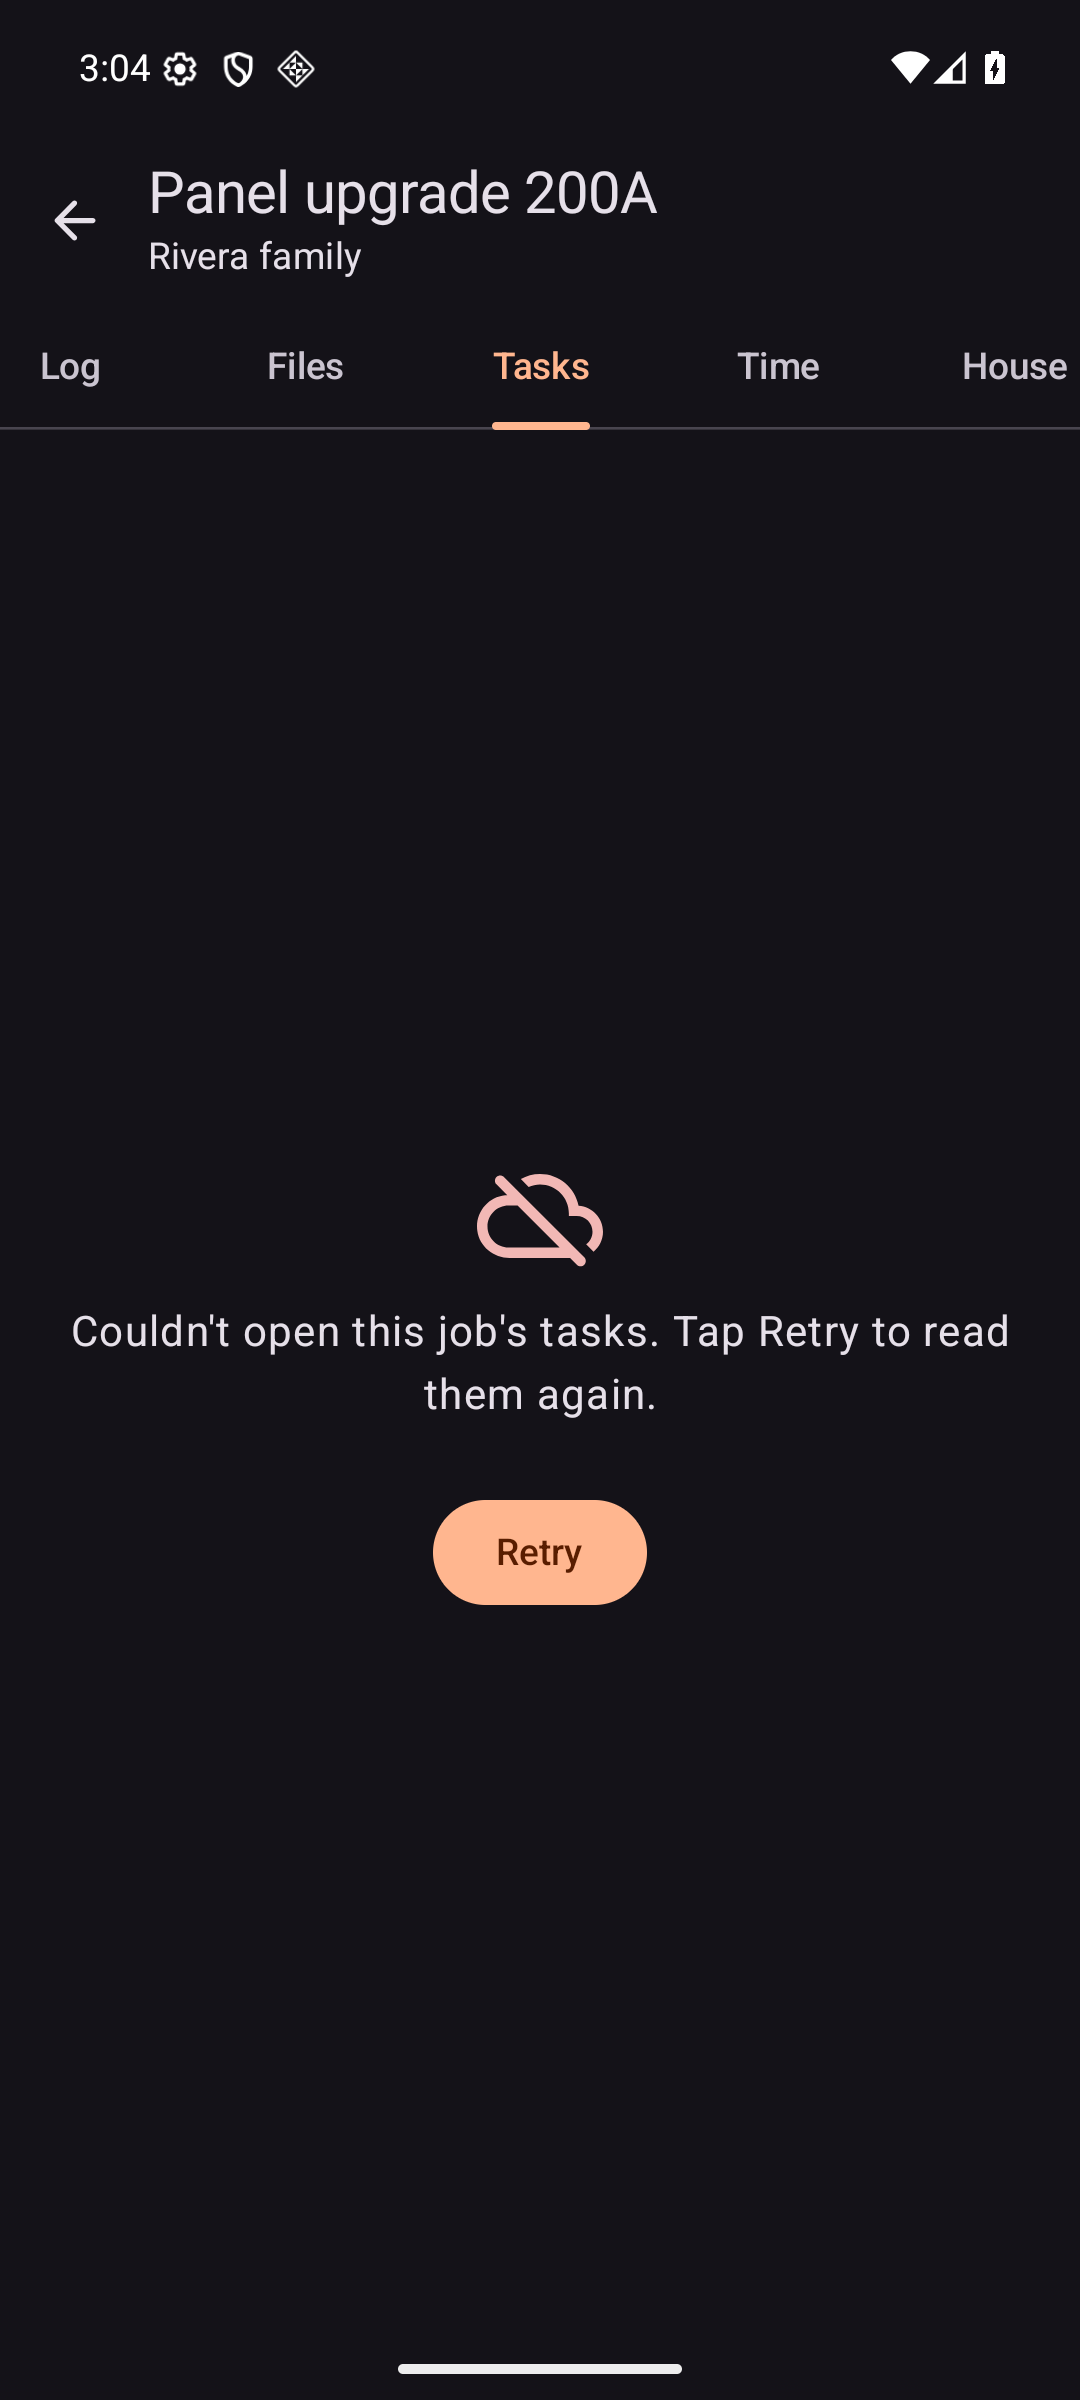 3:04
Panel upgrade 200A
Rivera family
Log Files Tasks Time House
Couldn't open this job's tasks. Tap Retry to read
them again.
Retry